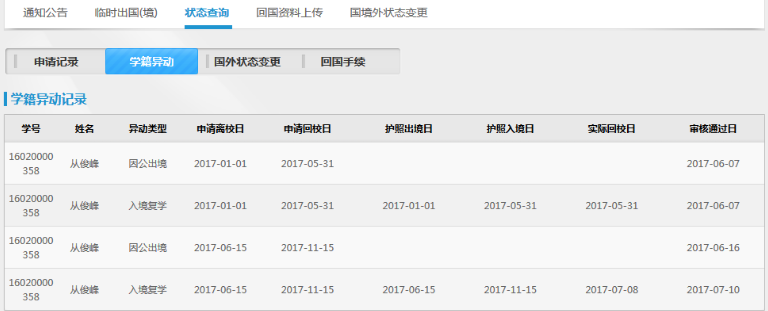 通知公告 临时出国(境) 状态查询 回国资料上传 国境外状态变更
申请记录 学籍异动 国外状态变更 回国手续
学籍异动记录
学号 姓名 异动类型 申请离校日 申请回校日 护照出境日 护照入境日 实际回校日 审核通过日
16020000
358 从俊峰 因公出境 2017-01-01 2017-05-31 2017-06-07
16020000
358 从俊峰 入境复学 2017-01-01 2017-05-31 2017-01-01 2017-05-31 2017-05-31 2017-06-07
16020000
358 从俊峰 因公出境 2017-06-15 2017-11-15 2017-06-16
16020000
358 从俊峰 入境复学 2017-06-15 2017-11-15 2017-06-15 2017-11-15 2017-07-08 2017-07-10